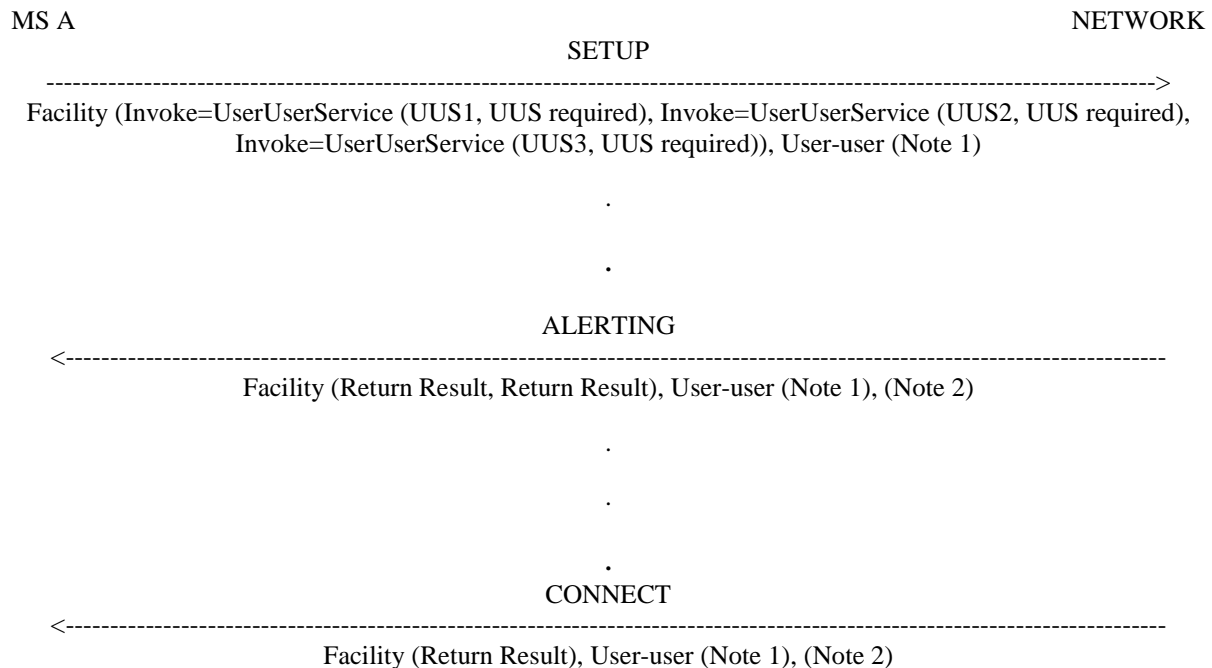 MS A NETWORK
SETUP
-------------------------------------------------------------------------------------------------------------------------------->
Facility (Invoke=UserUserService (UUS1, UUS required), Invoke=UserUserService (UUS2, UUS required),
Invoke=UserUserService (UUS3, UUS required)), User-user (Note 1)
.
.
ALERTING
<--------------------------------------------------------------------------------------------------------------------------------
Facility (Return Result, Return Result), User-user (Note 1), (Note 2)
.
.
.
CONNECT
<--------------------------------------------------------------------------------------------------------------------------------
Facility (Return Result), User-user (Note 1), (Note 2)